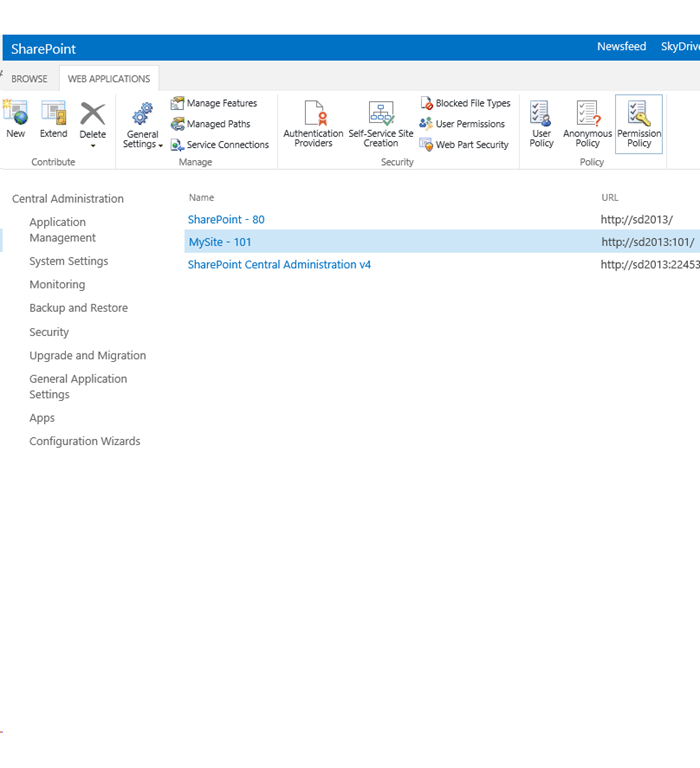 SharePoint
Newsfeed SkyDrive
BROWSE WEB APPLICATIONS
New
Extend
Delete
Contribute
General
Settings
Manage Features
Managed Paths
Service Connections
Manage
Authentication
Providers
Self-Service Site
Creation
Blocked File Types
User Permissions
Web Part Security
Security
User
Policy
Anonymous
Policy
Permission
Policy
Policy
Central Administration
Application
Management
System Settings
Monitoring
Backup and Restore
Security
Upgrade and Migration
General Application
Settings
Apps
Configuration Wizards
Name URL
SharePoint - 80 http://sd2013/
MySite - 101 http://sd2013:101/
SharePoint Central Administration v4 http://sd2013:22453